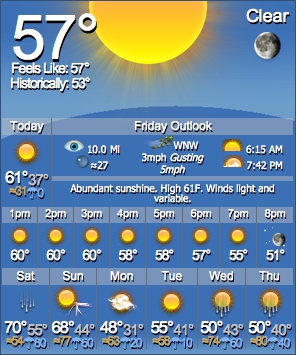 57°
Clear
Feels Like: 57°
Historically: 53°
Today
Friday Outlook
61° 37°
≈31 0
10.0 MI
≈27
WNW
3mph Gusting
5mph
6:15 AM
7:42 PM
Abundant sunshine. High 61F. Winds light and
variable.
1pm 2pm 3pm 4pm 5pm 6pm 7pm 8pm
60° 60° 60° 58° 58° 57° 55° 51°
Sat Sun Mon Tue Wed Thu
70° 55° 68° 44° 48° 31° 55° 41° 50° 43° 50° 40°
≈54 80 ≈77 60 ≈63 20 ≈58 10 ≈74 60 ≈80 40